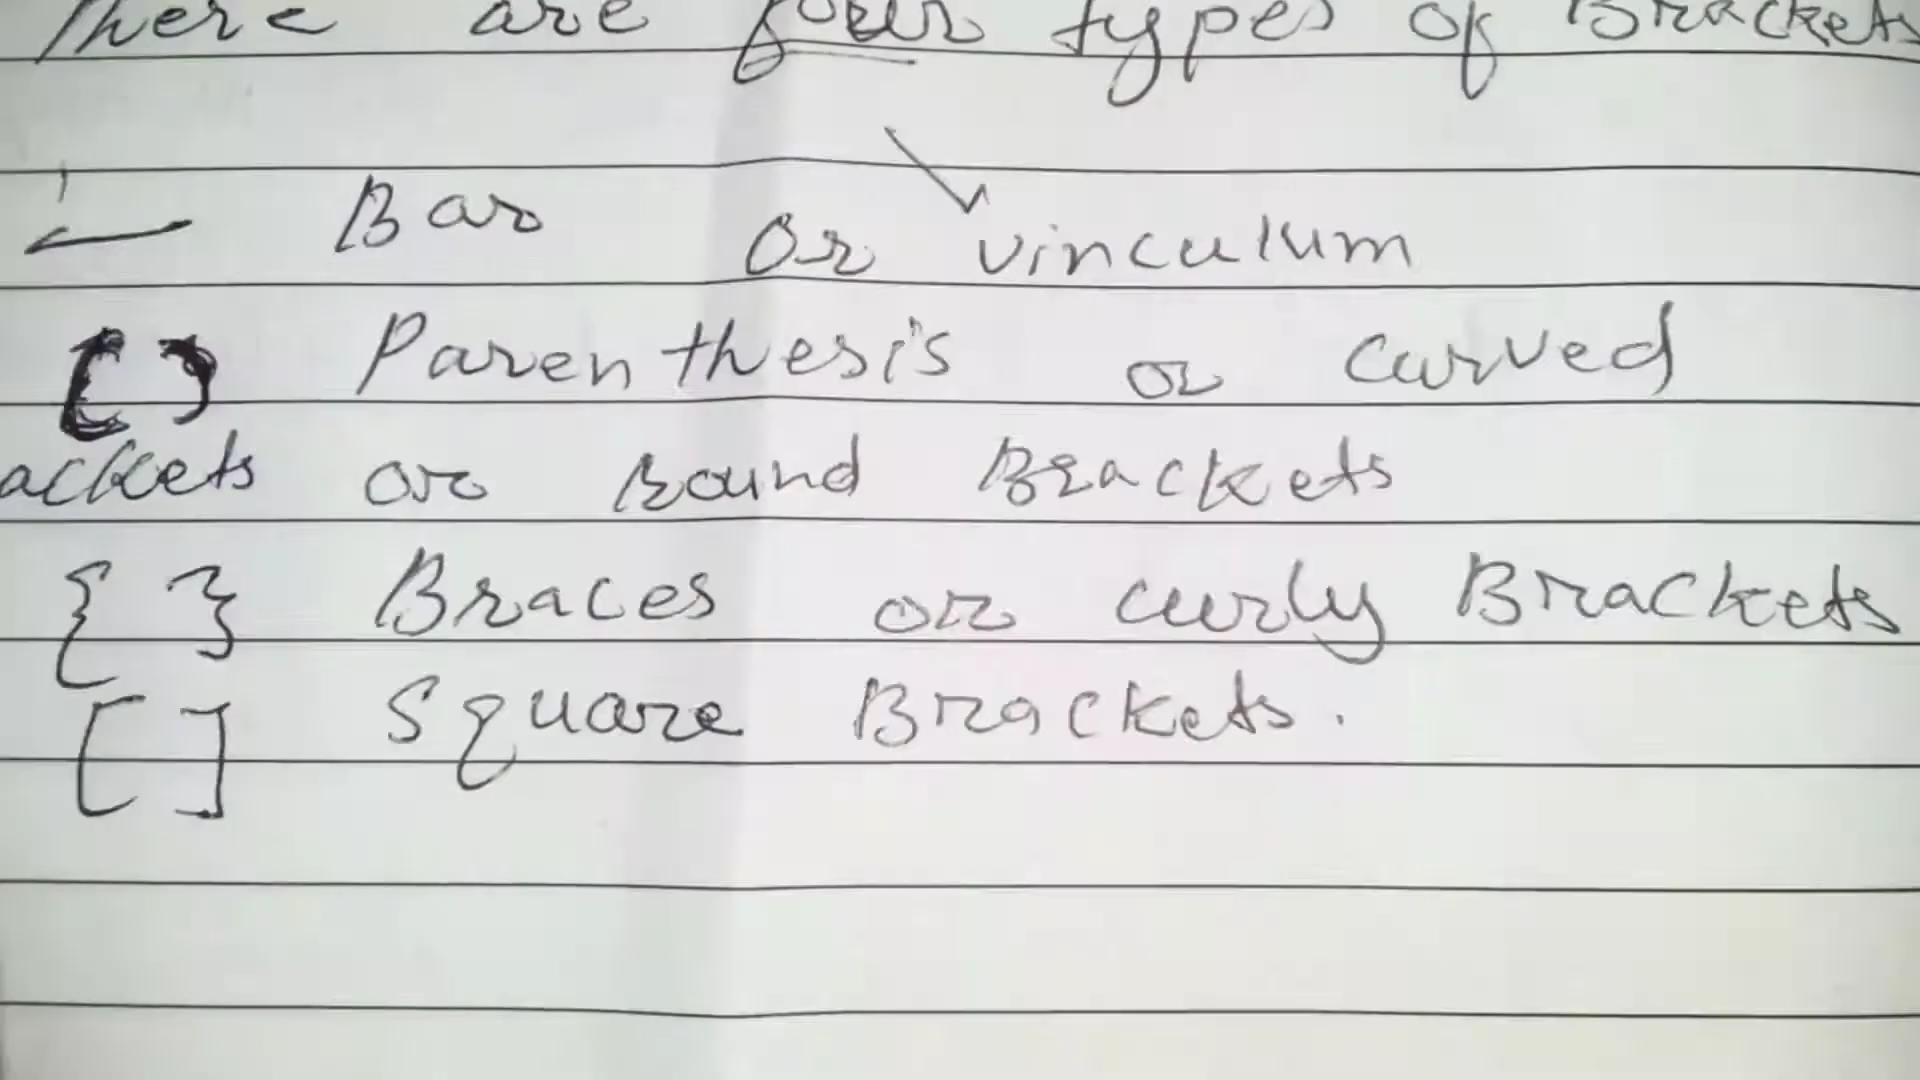 There are four types of Brackets
— Bar or vinculum
( ) Parenthesis or curved
ackets or round Brackets
{ } Braces or curly Brackets
[ ] Square Brackets.